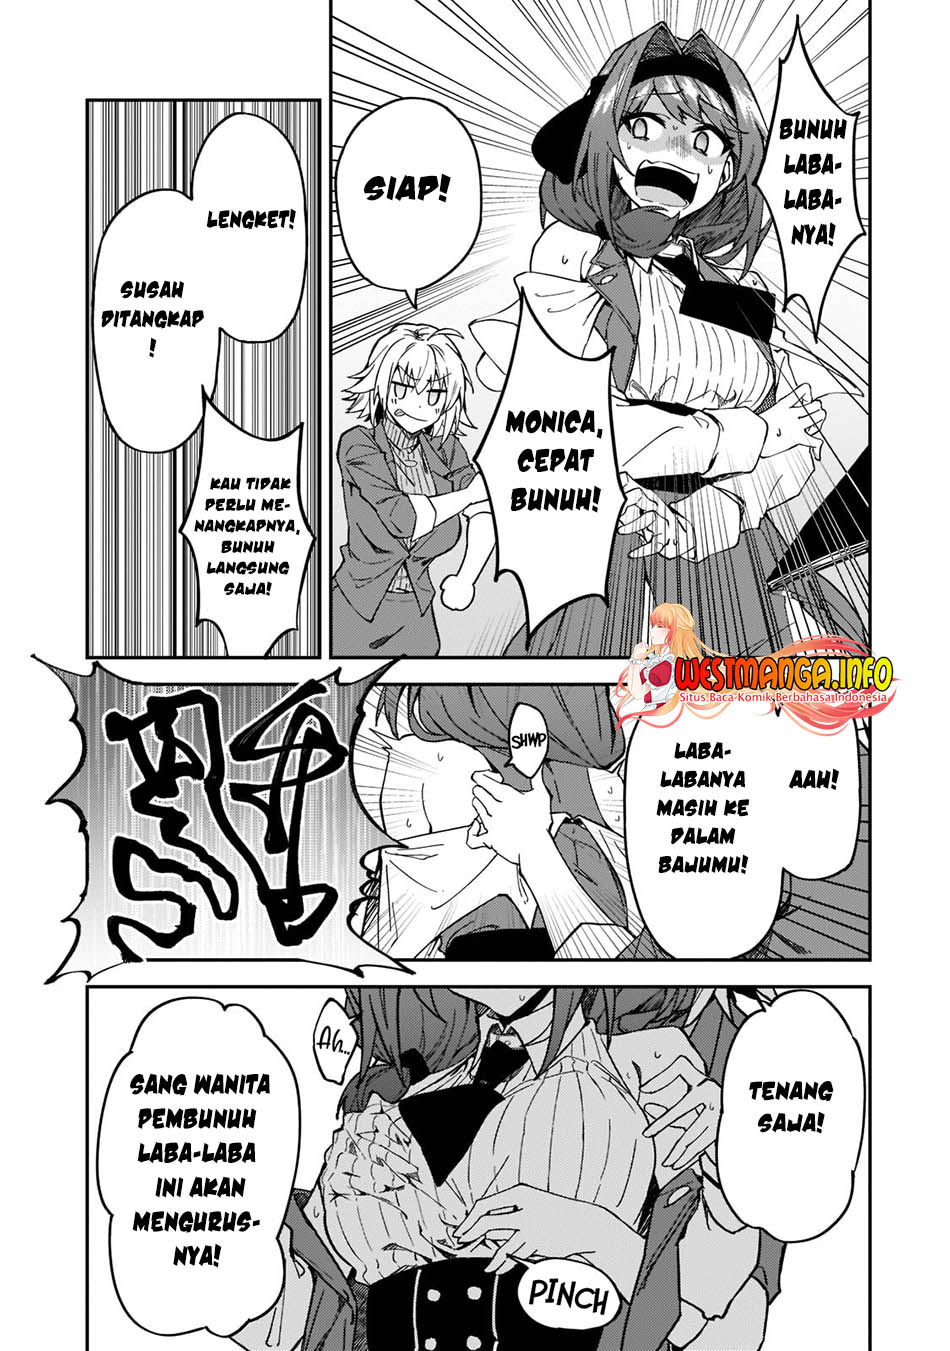 BUNUH
LABA-
LABA-
NYA!
SIAP!
MONICA,
CEPAT
BUNUH!
LENGKET!
SUSAH
DITANGKAP
!
KAU TIDAK
PERLU ME-
NANGKAPNYA,
BUNUH
LANGSUNG
SAJA!
WESTMANGA.INFO
Situs Baca Komik Berbahasa Indonesia
AAH!
LABA-
LABANYA
MASIH KE
DALAM
BAJUMU!
SHWP
TENANG
SAJA!
Ah...
SANG WANITA
PEMBUNUH
LABA-LABA
INI AKAN
MENGURUS-
NYA!
PINCH